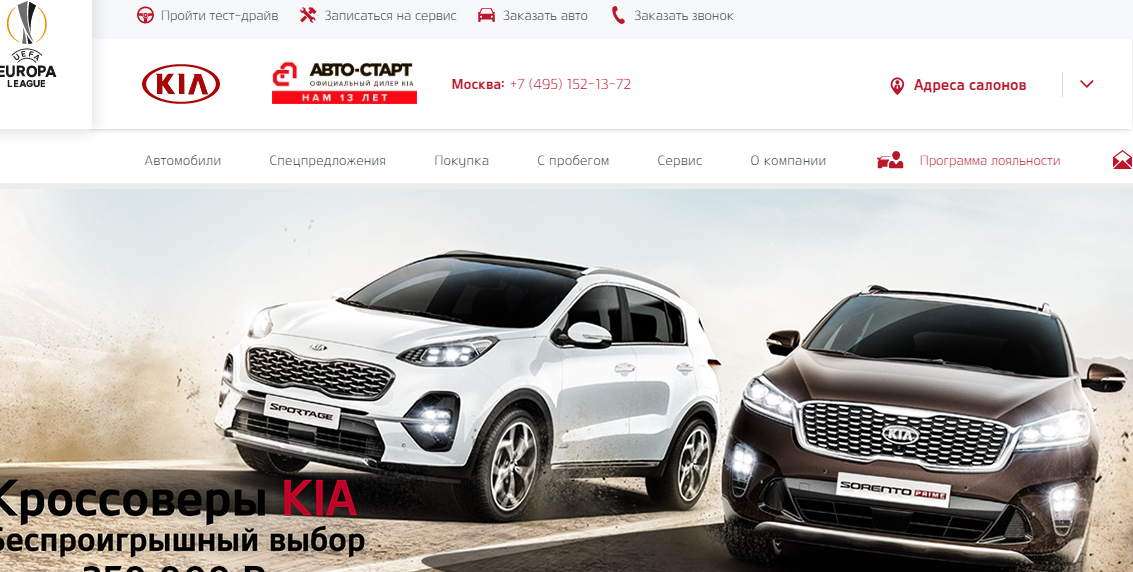 Пройти тест-драйв
Записаться на сервис
Заказать авто
Заказать звонок
UEFA
EUROPA
LEAGUE
KIA
АВТО-СТАРТ
ОФИЦИАЛЬНЫЙ ДИЛЕР KIA
НАМ 13 ЛЕТ
Москва: +7 (495) 152-13-72
Адреса салонов
Автомобили
Спецпредложения
Покупка
С пробегом
Сервис
О компании
Программа лояльности
KIA
SPORTAGE
KIA
SORENTO PRIME
Кроссоверы KIA
Беспроигрышный выбор